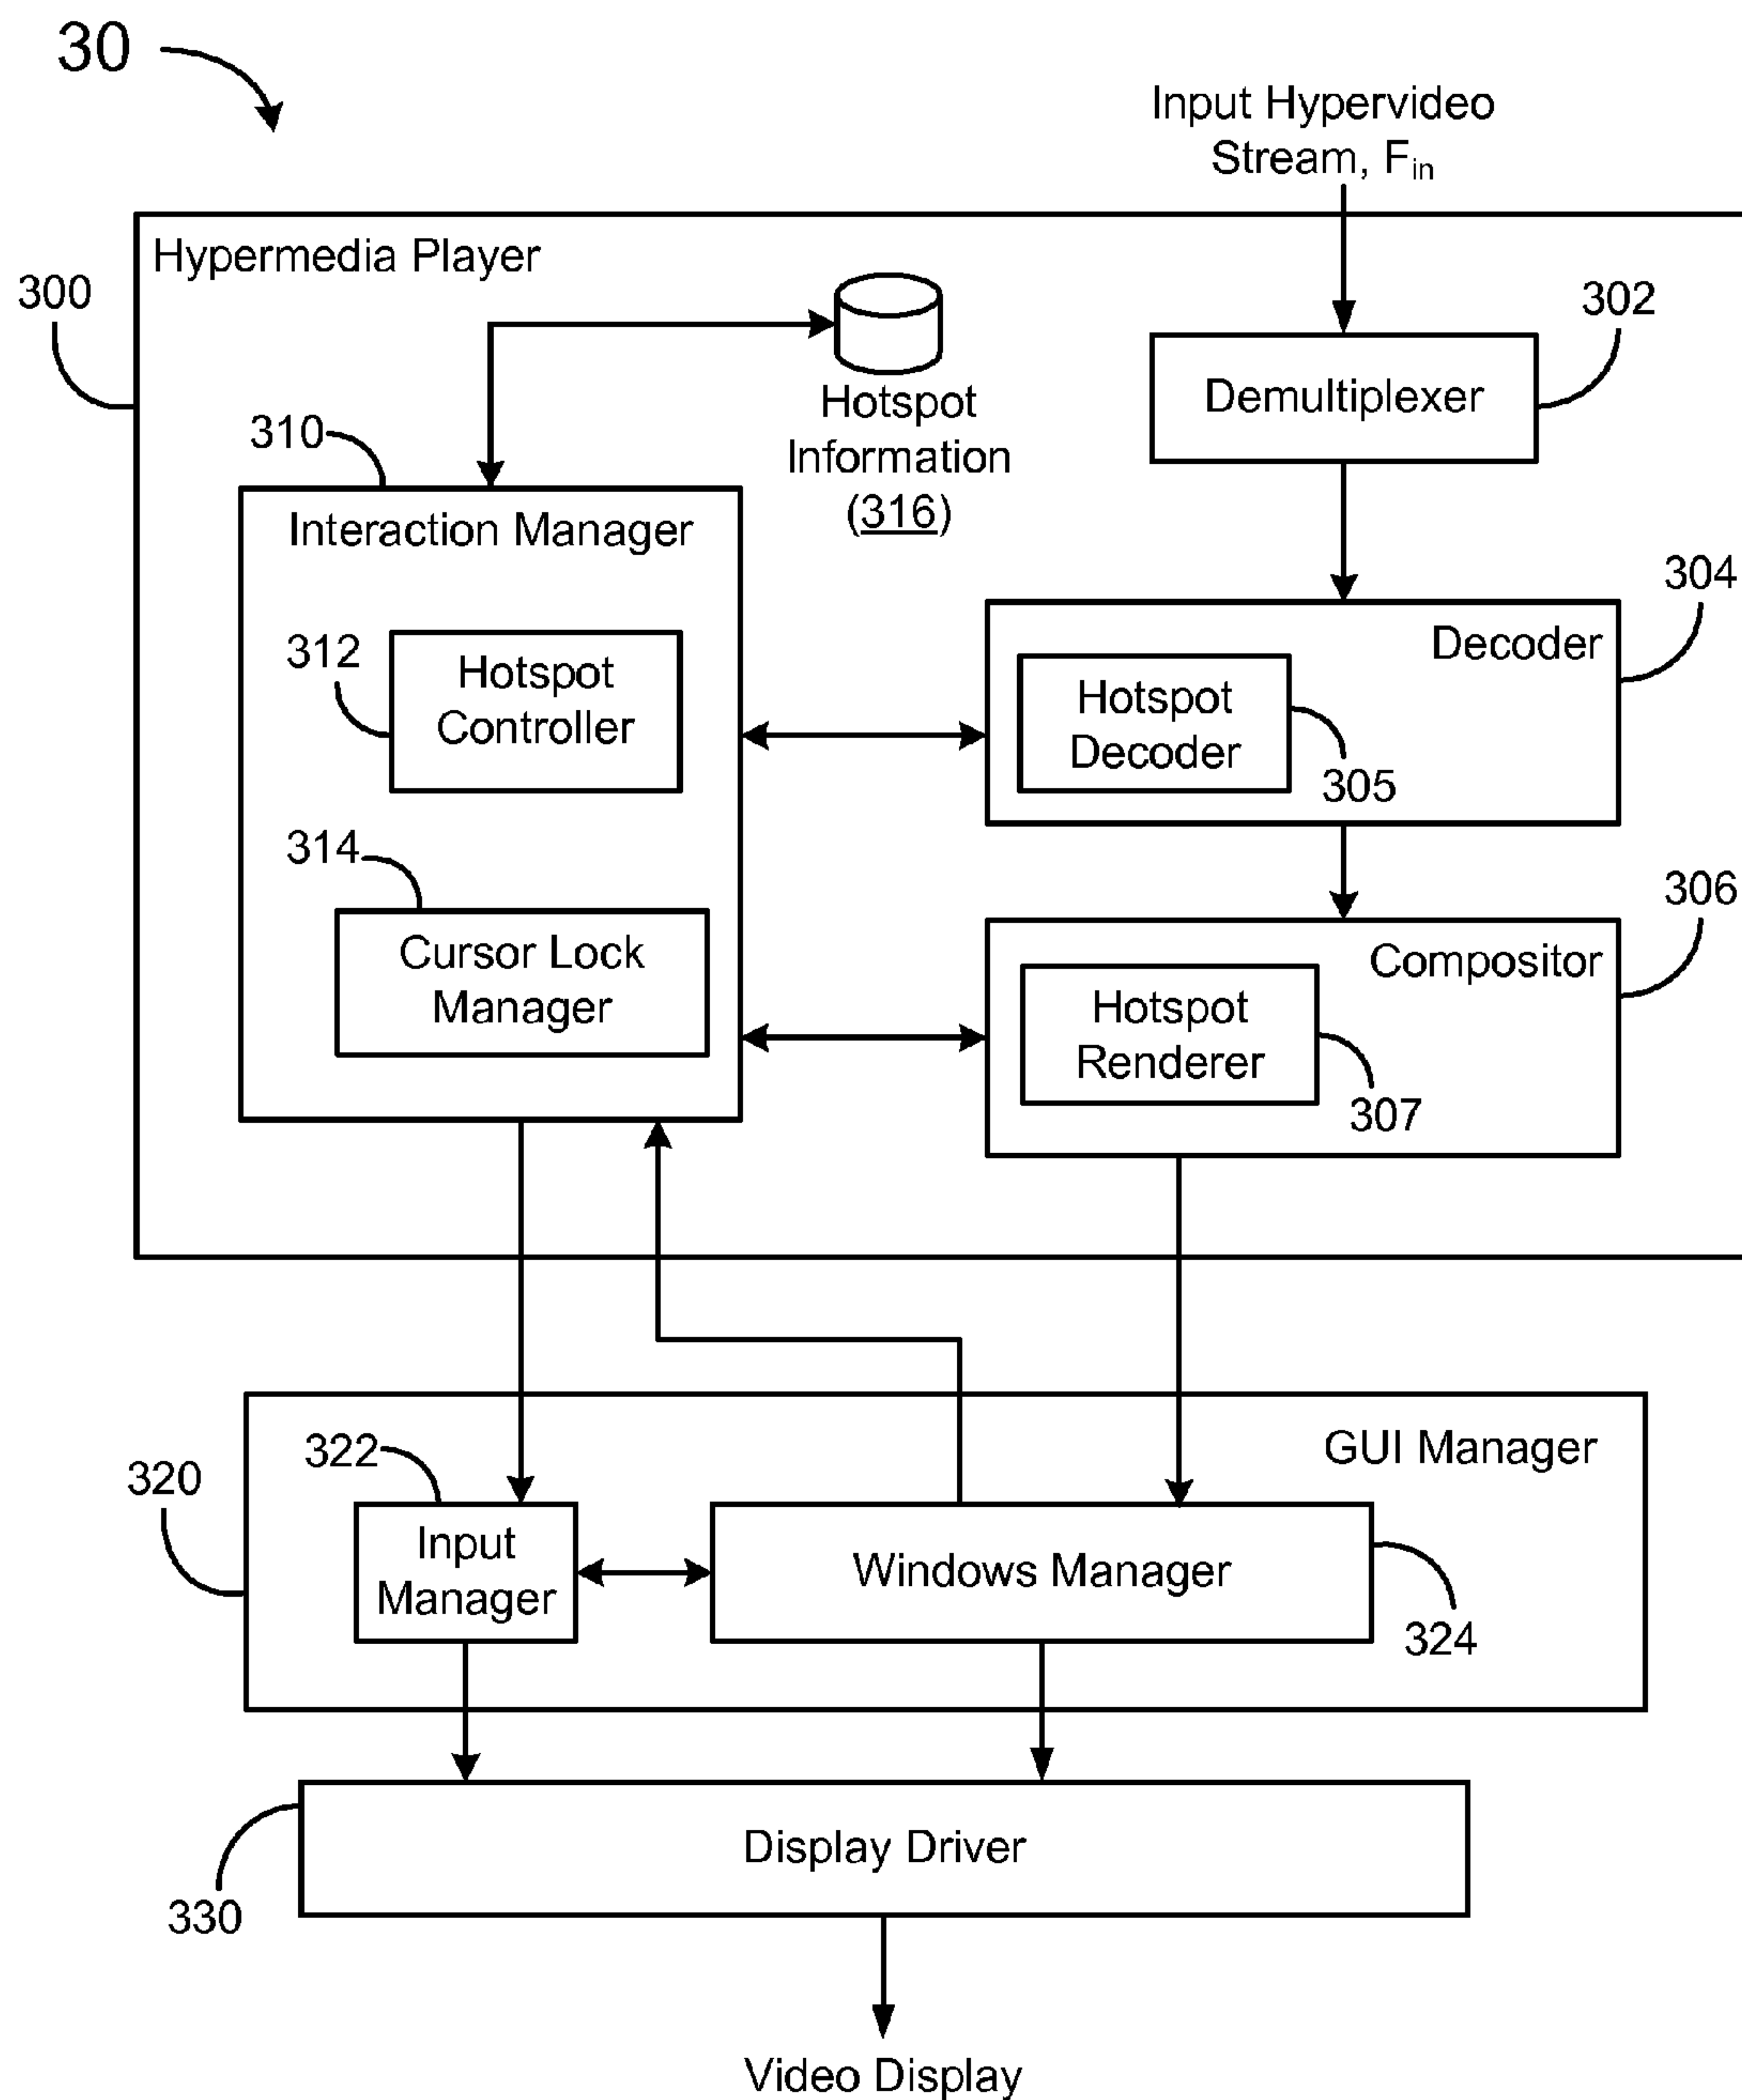 30
Input Hypervideo
Stream, Fin
Hypermedia Player
300
302
Demultiplexer
Hotspot
Information
(316)
310
Interaction Manager
304
Decoder
312
Hotspot
Controller
Hotspot
Decoder
305
314
Cursor Lock
Manager
306
Compositor
Hotspot
Renderer
307
GUI Manager
322
320
Input
Manager
Windows Manager
324
Display Driver
330
Video Display